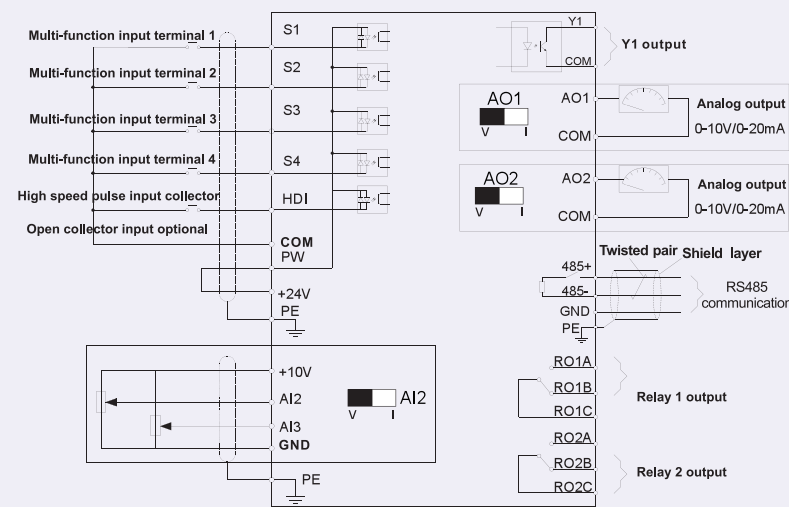 Multi-function input terminal 1
S1
Multi-function input terminal 2
S2
Multi-function input terminal 3
S3
Multi-function input terminal 4
S4
High speed pulse input collector
HDI
Open collector input optional
COM
PW
+24V
PE
+10V
AI2
AI3
GND
AI2
V I
PE
Y1
COM
Y1 output
AO1
V I
AO1
COM
Analog output
0-10V/0-20mA
AO2
V I
AO2
COM
Analog output
0-10V/0-20mA
Twisted pair
Shield layer
485+
485-
GND
PE
RS485
communication
RO1A
RO1B
RO1C
Relay 1 output
RO2A
RO2B
RO2C
Relay 2 output